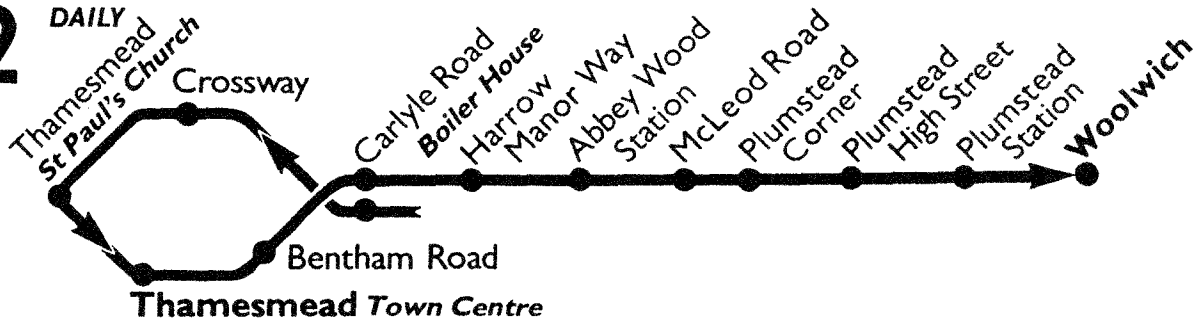 2
DAILY
Thamesmead
St Paul's Church
Crossway
Carlyle Road
Boiler House
Harrow
Manor Way
Abbey Wood
Station
McLeod Road
Plumstead
Corner
Plumstead
High Street
Plumstead
Station
Woolwich
Bentham Road
Thamesmead Town Centre